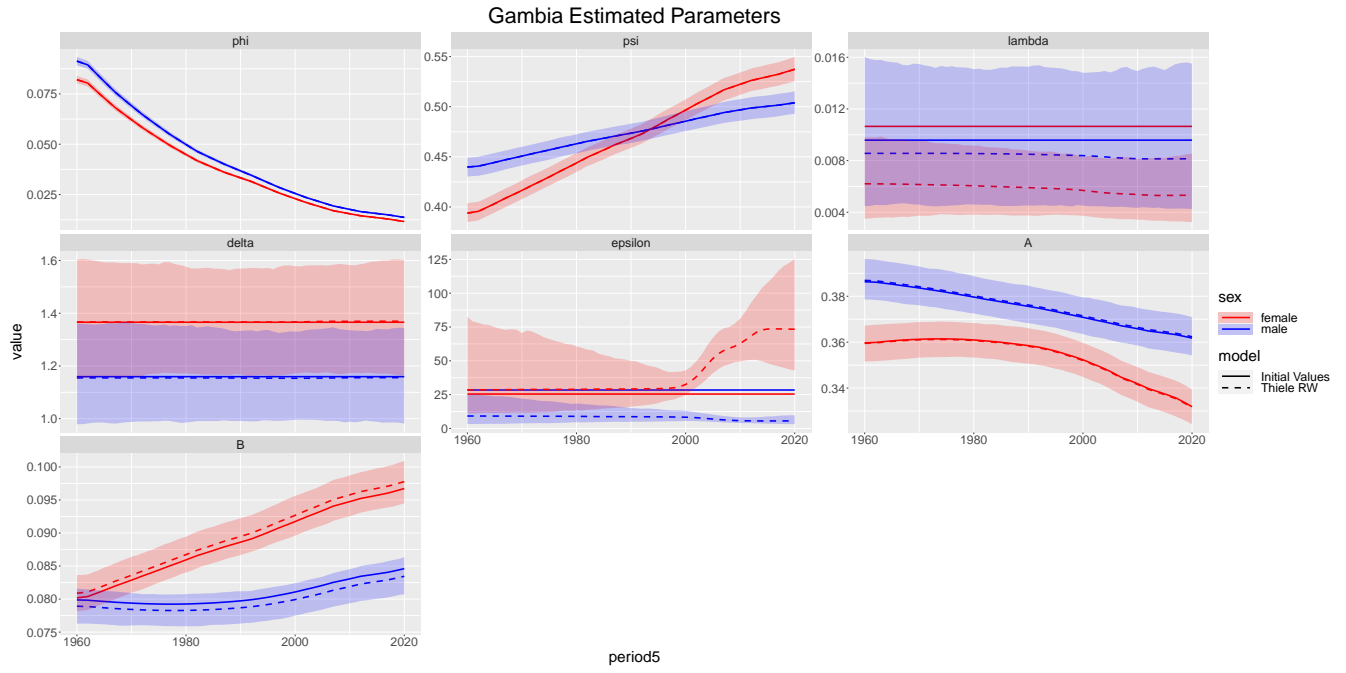 Gambia Estimated Parameters
phi
psi
lambda
0.075
0.050
0.025
0.55
0.50
0.45
0.40
0.016
0.012
0.008
0.004
delta
epsilon
A
1.6
1.4
1.2
1.0
125
100
75
50
25
0
0.38
0.36
0.34
1960
1980
2000
2020
1960
1980
2000
2020
B
0.100
0.095
0.090
0.085
0.080
0.075
1960
1980
2000
2020
value
period5
sex
female
male
model
Initial Values
Thiele RW